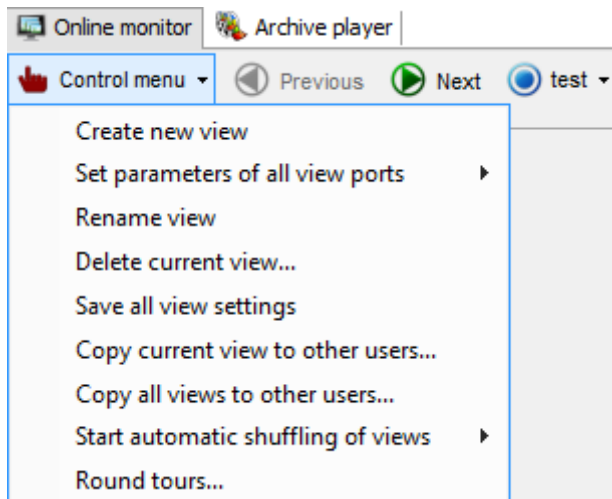 Online monitor Archive player
Control menu Previous Next test
Create new view
Set parameters of all view ports
Rename view
Delete current view...
Save all view settings
Copy current view to other users...
Copy all views to other users...
Start automatic shuffling of views
Round tours...